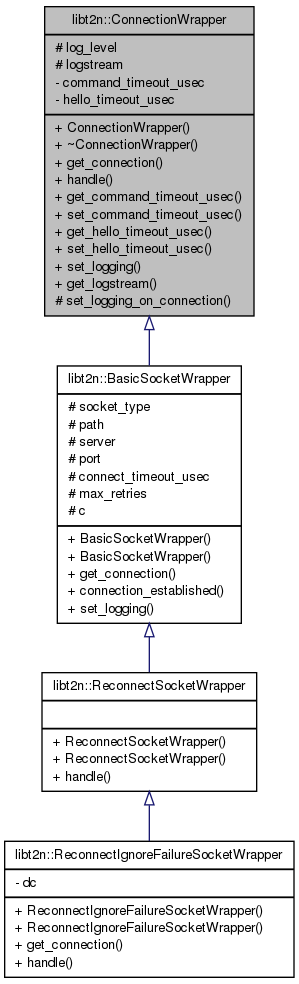 libt2n::ConnectionWrapper
# log_level
# logstream
- command_timeout_usec
- hello_timeout_usec
+ ConnectionWrapper()
+ ~ConnectionWrapper()
+ get_connection()
+ handle()
+ get_command_timeout_usec()
+ set_command_timeout_usec()
+ get_hello_timeout_usec()
+ set_hello_timeout_usec()
+ set_logging()
+ get_logstream()
# set_logging_on_connection()
libt2n::BasicSocketWrapper
# socket_type
# path
# server
# port
# connect_timeout_usec
# max_retries
# c
+ BasicSocketWrapper()
+ BasicSocketWrapper()
+ get_connection()
+ connection_established()
+ set_logging()
libt2n::ReconnectSocketWrapper
+ ReconnectSocketWrapper()
+ ReconnectSocketWrapper()
+ handle()
libt2n::ReconnectIgnoreFailureSocketWrapper
- dc
+ ReconnectIgnoreFailureSocketWrapper()
+ ReconnectIgnoreFailureSocketWrapper()
+ get_connection()
+ handle()